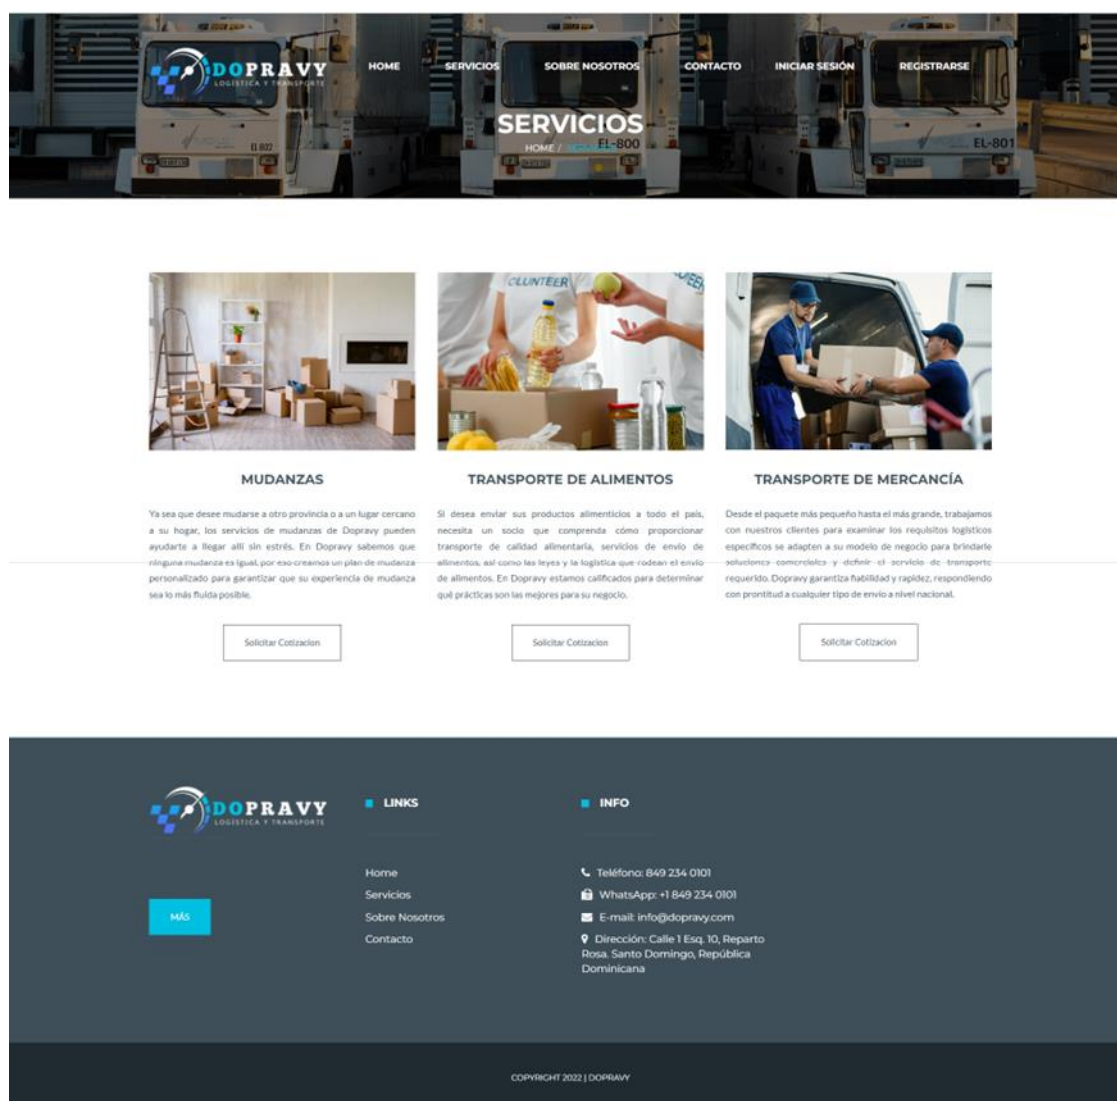 DOPRAVY
LOGÍSTICA Y TRANSPORTE
HOME
SERVICIOS
SOBRE NOSOTROS
CONTACTO
INICIAR SESIÓN
REGISTRARSE
SERVICIOS
HOME /
EL-802
EL-800
EL-801
OLUNTEER
MUDANZAS
Ya sea que desee mudarse a otro provincia o a un lugar cercano
a su hogar, los servicios de mudanzas de Dopravy pueden
ayudarte a llegar allí sin estrés. En Dopravy sabemos que
ninguna mudanza es igual, por eso creamos un plan de mudanza
personalizado para garantizar que su experiencia de mudanza
sea lo más fluida posible.
Solicitar Cotizacion
TRANSPORTE DE ALIMENTOS
Si desea enviar sus productos alimenticios a todo el país,
necesita un socio que comprenda cómo proporcionar
transporte de calidad alimentaria, servicios de envío de
alimentos, así como las leyes y la logística que rodean el envío
de alimentos. En Dopravy estamos calificados para determinar
qué prácticas son las mejores para su negocio.
Solicitar Cotizacion
TRANSPORTE DE MERCANCÍA
Desde el paquete más pequeño hasta el más grande, trabajamos
con nuestros clientes para examinar los requisitos logísticos
específicos se adapten a su modelo de negocio para brindarle
soluciones comerciales y definir el servicio de transporte
requerido. Dopravy garantiza fiabilidad y rapidez, respondiendo
con prontitud a cualquier tipo de envío a nivel nacional.
Solicitar Cotizacion
DOPRAVY
LOGÍSTICA Y TRANSPORTE
MÁS
LINKS
Home
Servicios
Sobre Nosotros
Contacto
INFO
Teléfono: 849 234 0101
WhatsApp: +1 849 234 0101
E-mail: info@dopravy.com
Dirección: Calle 1 Esq. 10, Reparto
Rosa. Santo Domingo, República
Dominicana
COPYRIGHT 2022 | DOPRAVY